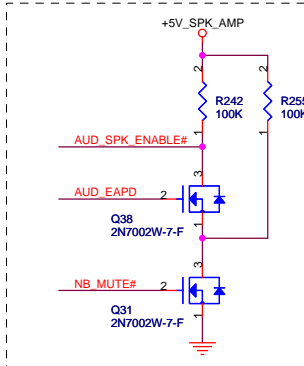 +5V_SPK_AMP
2
2
R242
100K
R255
100K
1
1
AUD_SPK_ENABLE#
3
AUD_EAPD
2
Q38
2N7002W-7-F
1
3
NB_MUTE#
2
Q31
2N7002W-7-F
1